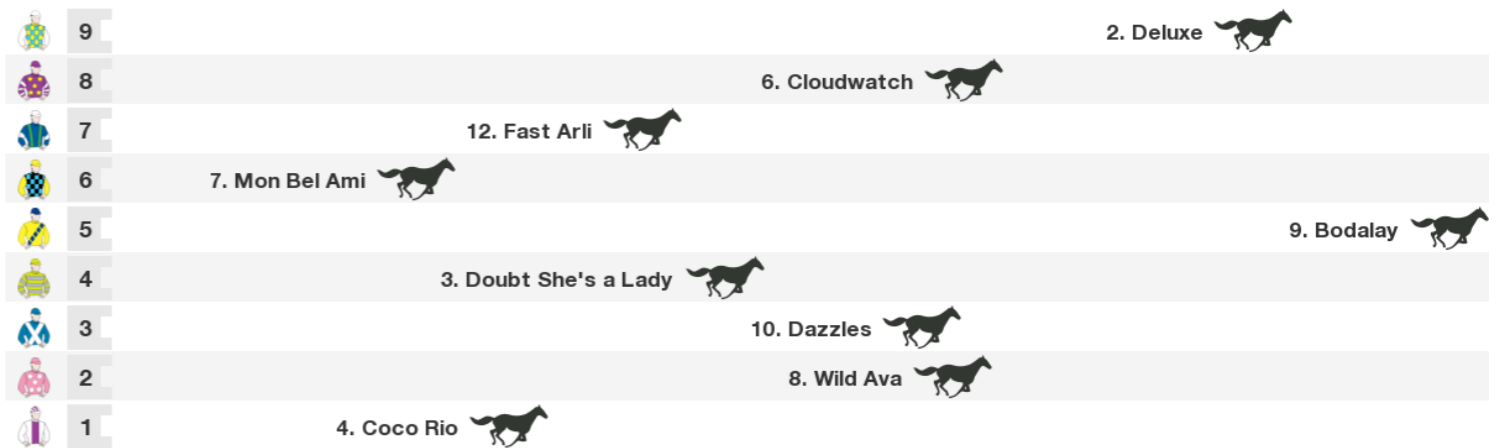 9 2. Deluxe
8 6. Cloudwatch
7 12. Fast Arli
6 7. Mon Bel Ami
5 9. Bodalay
4 3. Doubt She's a Lady
3 10. Dazzles
2 8. Wild Ava
1 4. Coco Rio